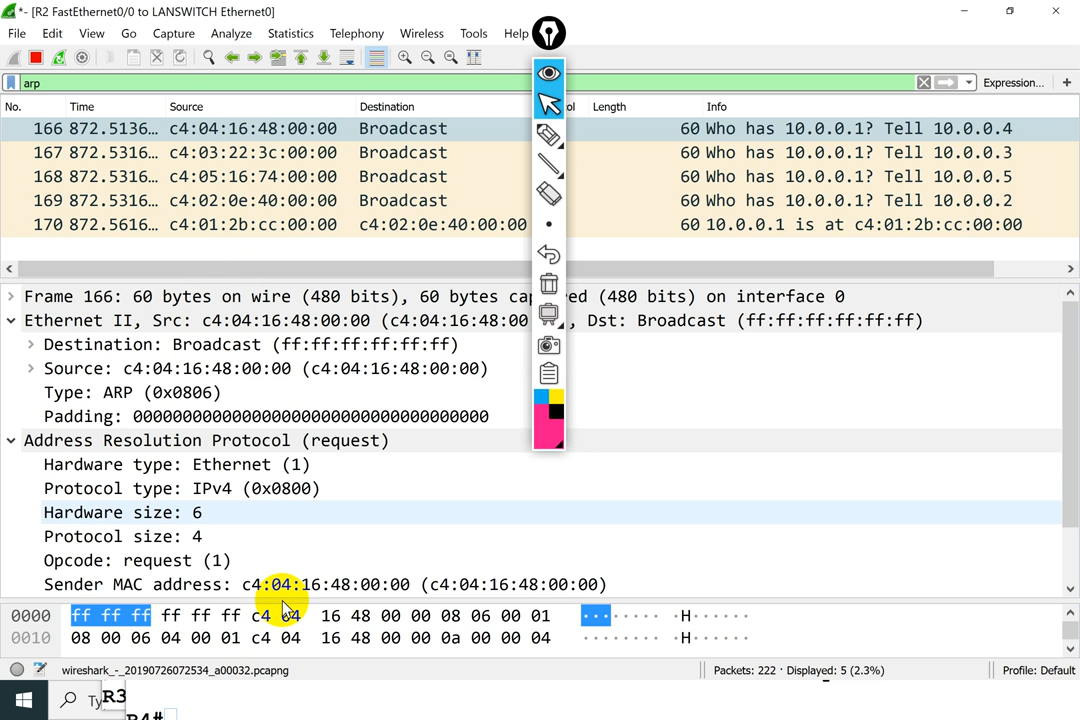 *- [R2 FastEthernet0/0 to LANSWITCH Ethernet0]
File Edit View Go Capture Analyze Statistics Telephony Wireless Tools Help
arp Expression... +
No. Time Source Destination ol Length Info
166 872.5136… c4:04:16:48:00:00 Broadcast 60 Who has 10.0.0.1? Tell 10.0.0.4
167 872.5316… c4:03:22:3c:00:00 Broadcast 60 Who has 10.0.0.1? Tell 10.0.0.3
168 872.5316… c4:05:16:74:00:00 Broadcast 60 Who has 10.0.0.1? Tell 10.0.0.5
169 872.5316… c4:02:0e:40:00:00 Broadcast 60 Who has 10.0.0.1? Tell 10.0.0.2
170 872.5616… c4:01:2b:cc:00:00 c4:02:0e:40:00:00 60 10.0.0.1 is at c4:01:2b:cc:00:00
Frame 166: 60 bytes on wire (480 bits), 60 bytes cap (480 bits) on interface 0
Ethernet II, Src: c4:04:16:48:00:00 (c4:04:16:48:00 , Dst: Broadcast (ff:ff:ff:ff:ff:ff)
Destination: Broadcast (ff:ff:ff:ff:ff:ff)
Source: c4:04:16:48:00:00 (c4:04:16:48:00:00)
Type: ARP (0x0806)
Padding: 000000000000000000000000000000000000
Address Resolution Protocol (request)
Hardware type: Ethernet (1)
Protocol type: IPv4 (0x0800)
Hardware size: 6
Protocol size: 4
Opcode: request (1)
Sender MAC address: c4:04:16:48:00:00 (c4:04:16:48:00:00)
0000 ff ff ff ff ff ff c4 04 16 48 00 00 08 06 00 01 ········ ·H······
0010 08 00 06 04 00 01 c4 04 16 48 00 00 0a 00 00 04 ········ ·H······
wireshark_-_20190726072534_a00032.pcapng Packets: 222 · Displayed: 5 (2.3%) Profile: Default
Ty R3
R4#